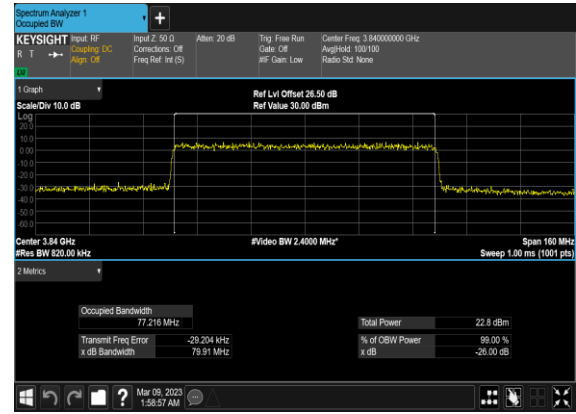 Spectrum Analyzer 1
Occupied BW
+
KEYSIGHT Input: RF Input Z: 50 Ω Atten: 20 dB Trig: Free Run Center Freq: 3.840000000 GHz
R T Coupling: DC Corrections: Off Gate: Off Avg|Hold: 100/100
Align: Off Freq Ref: Int (S) #IF Gain: Low Radio Std: None
1 Graph Ref Lvl Offset 26.50 dB
Scale/Div 10.0 dB Ref Value 30.00 dBm
Log
20.0
10.0
0.00
-10.0
-20.0
-30.0
-40.0
-50.0
-60.0
Center 3.84 GHz #Video BW 2.4000 MHz* Span 160 MHz
#Res BW 820.00 kHz Sweep 1.00 ms (1001 pts)
2 Metrics
Occupied Bandwidth
77.216 MHz Total Power 22.8 dBm
Transmit Freq Error -29.204 kHz % of OBW Power 99.00 %
x dB Bandwidth 79.91 MHz x dB -26.00 dB
? Mar 09, 2023
1:58:57 AM